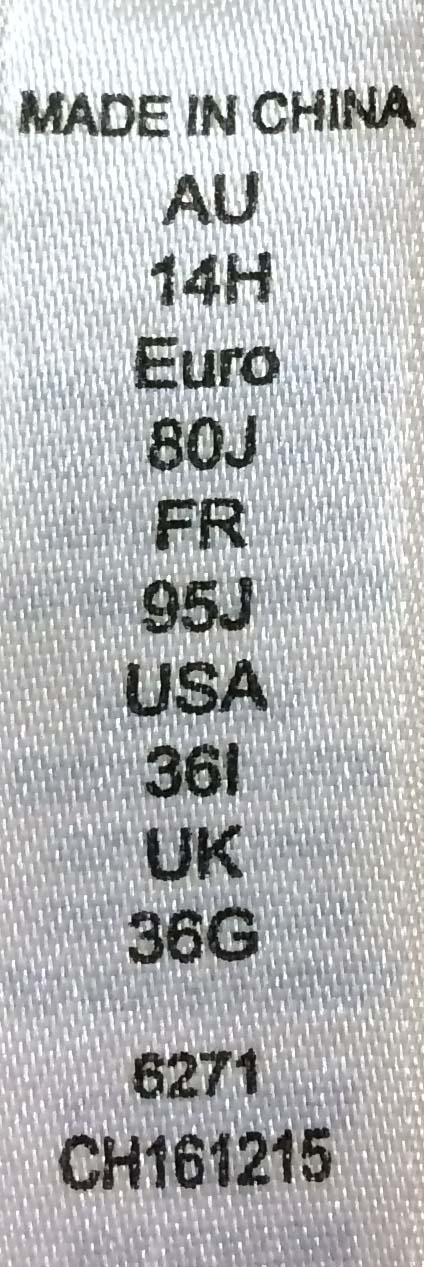 MADE IN CHINA
AU
14H
Euro
80J
FR
95J
USA
36I
UK
36G
6271
CH161215